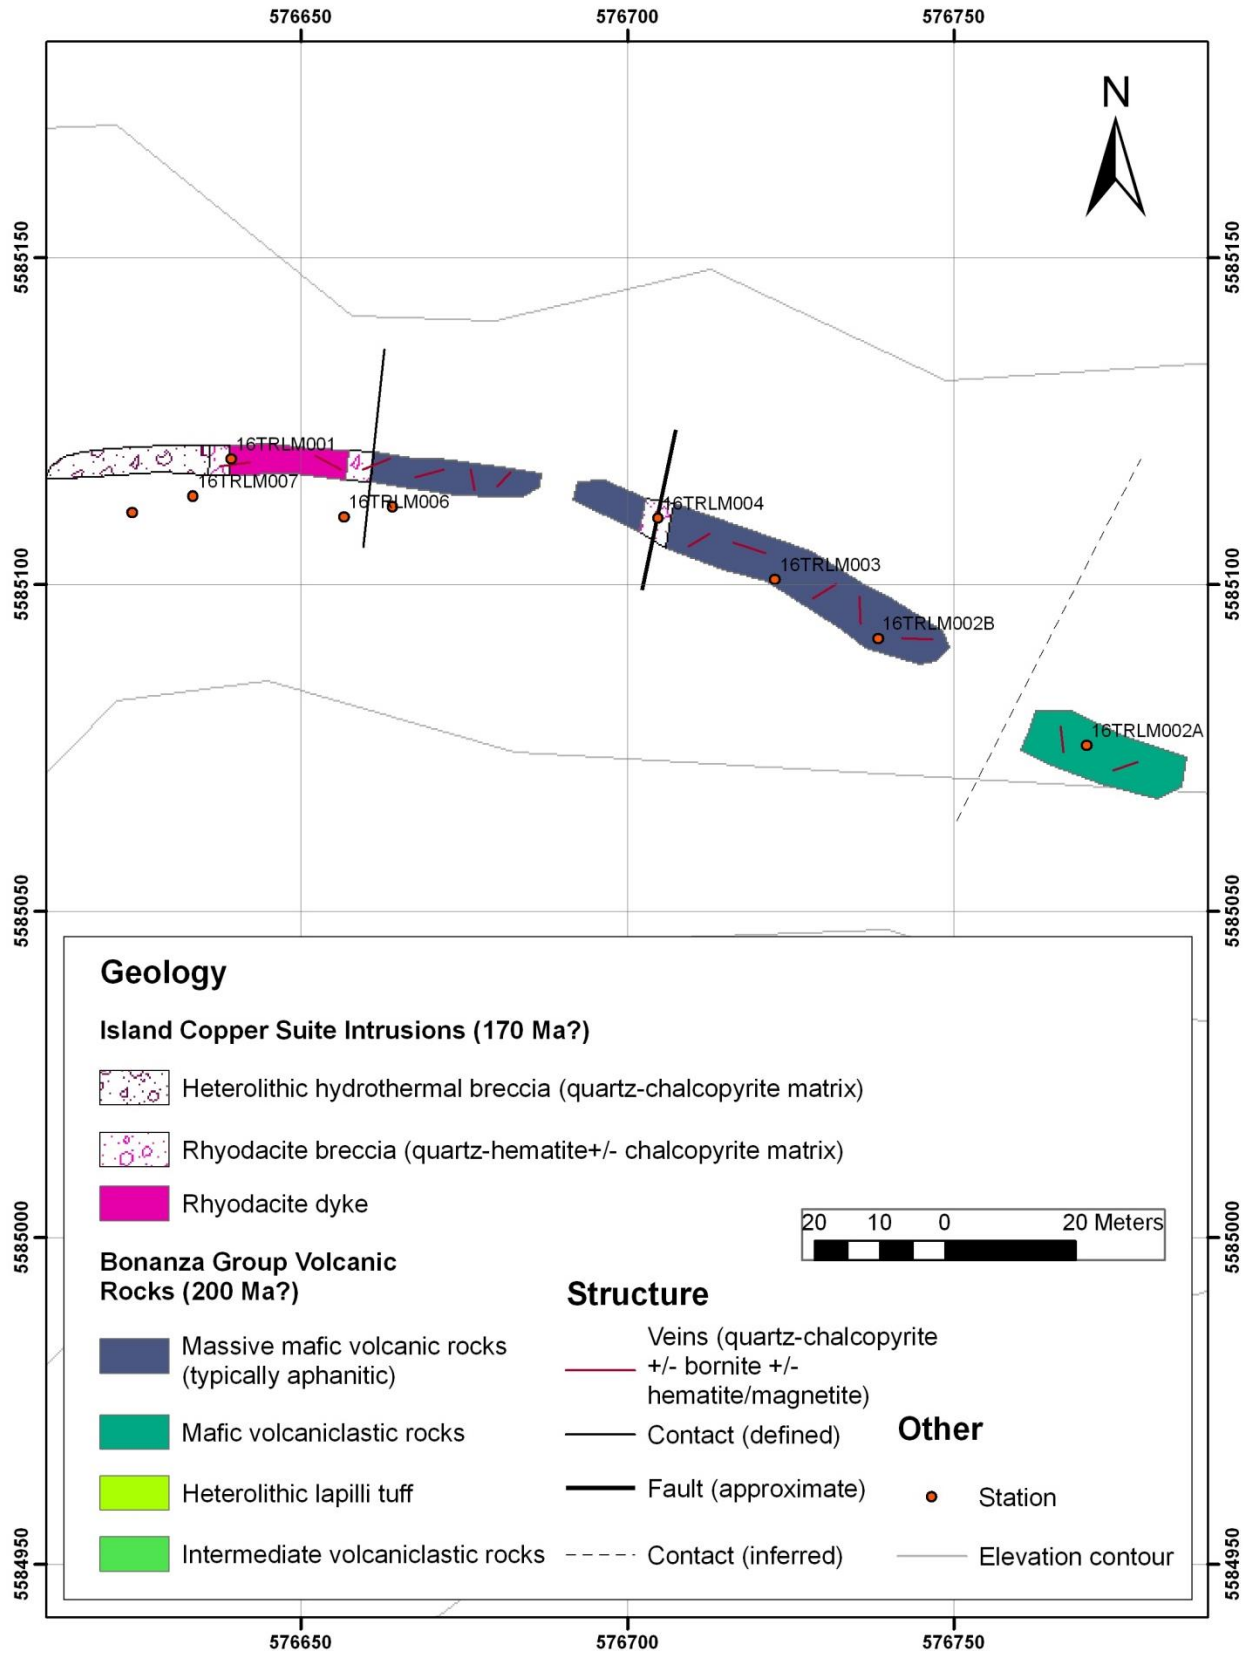 576650
576700
576750
N
5585150
5585150
16TRLM001
16TRLM007
16TRLM006
16TRLM004
16TRLM003
16TRLM002B
5585100
5585100
16TRLM002A
5585050
5585050
Geology
Island Copper Suite Intrusions (170 Ma?)
Heterolithic hydrothermal breccia (quartz-chalcopyrite matrix)
Rhyodacite breccia (quartz-hematite+/- chalcopyrite matrix)
Rhyodacite dyke
20 10 0 20 Meters
5585000
5585000
Bonanza Group Volcanic
Rocks (200 Ma?)
Massive mafic volcanic rocks
(typically aphanitic)
Mafic volcaniclastic rocks
Heterolithic lapilli tuff
Intermediate volcaniclastic rocks
Structure
Veins (quartz-chalcopyrite
+/- bornite +/-
hematite/magnetite)
Contact (defined)
Fault (approximate)
Contact (inferred)
Other
Station
Elevation contour
5584950
5584950
576650
576700
576750